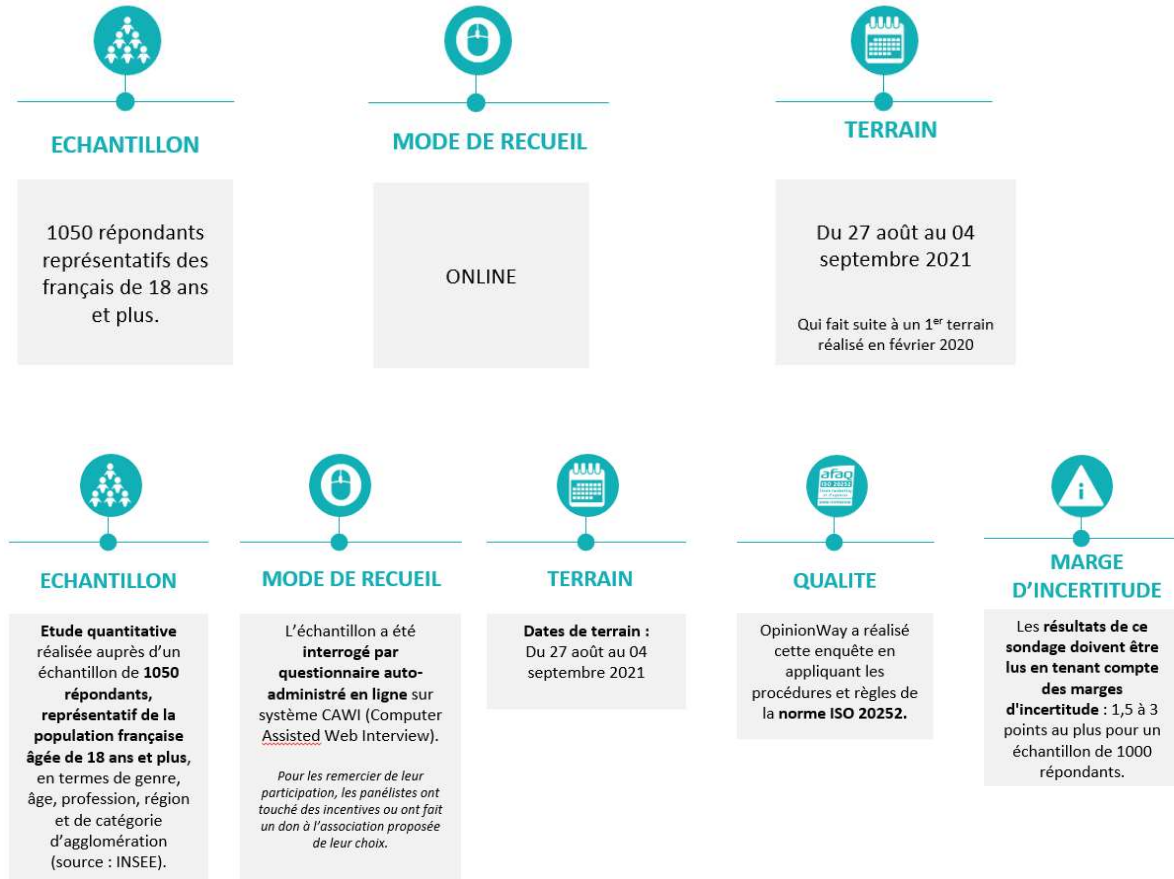 ECHANTILLON
1050 répondants
représentatifs des
français de 18 ans
et plus.
MODE DE RECUEIL
ONLINE
TERRAIN
Du 27 août au 04
septembre 2021
Qui fait suite à un 1er terrain
réalisé en février 2020
ECHANTILLON
Etude quantitative
réalisée auprès d'un
échantillon de 1050
répondants,
représentatif de la
population française
âgée de 18 ans et plus,
en termes de genre,
âge, profession, région
et de catégorie
d'agglomération
(source : INSEE).
MODE DE RECUEIL
L'échantillon a été
interrogé par
questionnaire auto-
administré en ligne sur
système CAWI (Computer
Assisted Web Interview).
Pour les remercier de leur
participation, les panélistes ont
touché des incentives ou ont fait
un don à l'association proposée
de leur choix.
TERRAIN
Dates de terrain :
Du 27 août au 04
septembre 2021
afaq
ISO 20252
QUALITE
OpinionWay a réalisé
cette enquête en
appliquant les
procédures et règles de
la norme ISO 20252.
MARGE
D'INCERTITUDE
Les résultats de ce
sondage doivent être
lus en tenant compte
des marges
d'incertitude : 1,5 à 3
points au plus pour un
échantillon de 1000
répondants.